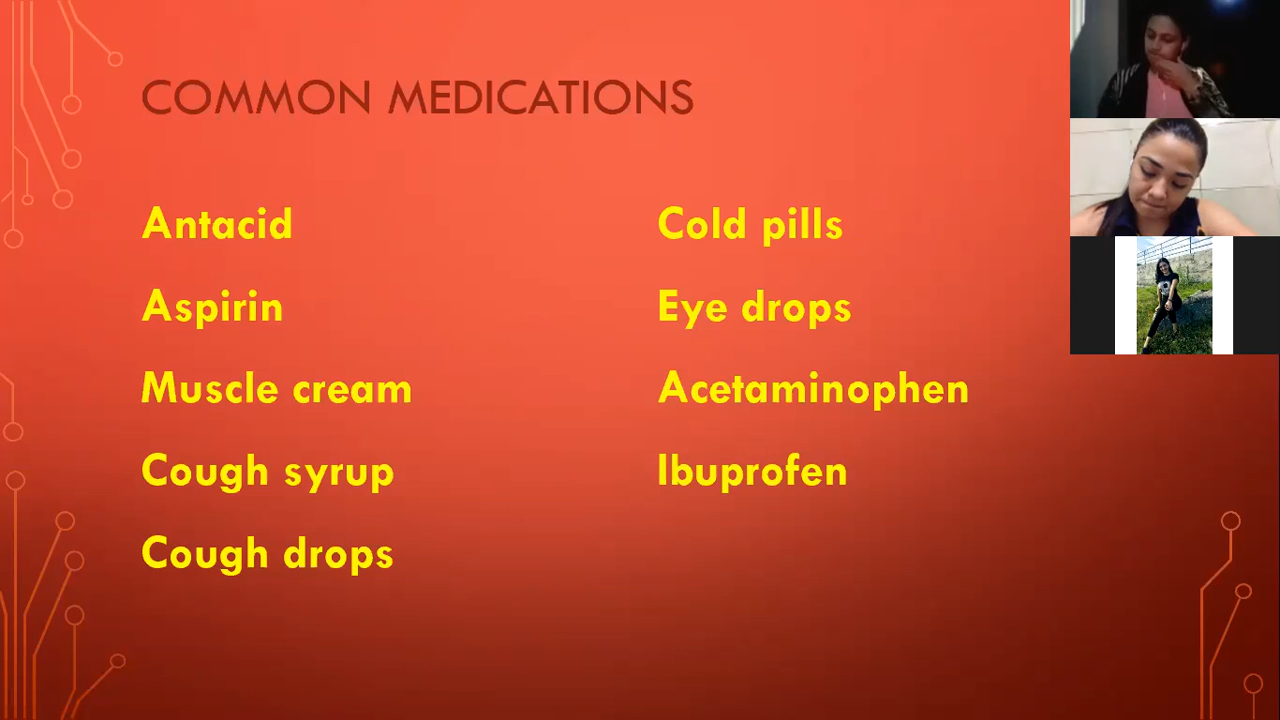 COMMON MEDICATIONS
Antacid
Aspirin
Muscle cream
Cough syrup
Cough drops
Cold pills
Eye drops
Acetaminophen
Ibuprofen